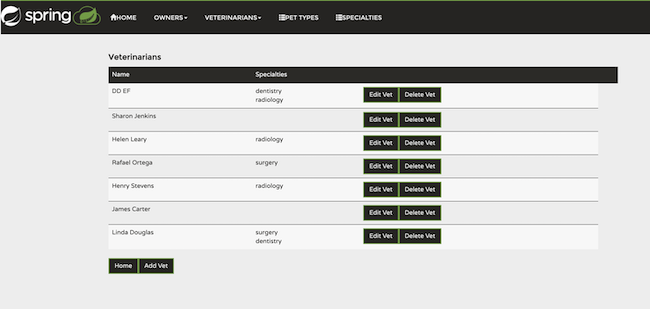 spring HOME OWNERS VETERINARIANS PET TYPES SPECIALTIES
Veterinarians
Name Specialties
DD EF dentistry Edit Vet Delete Vet
radiology
Sharon Jenkins Edit Vet Delete Vet
Helen Leary radiology Edit Vet Delete Vet
Rafael Ortega surgery Edit Vet Delete Vet
Henry Stevens radiology Edit Vet Delete Vet
James Carter Edit Vet Delete Vet
Linda Douglas surgery Edit Vet Delete Vet
dentistry
Home Add Vet